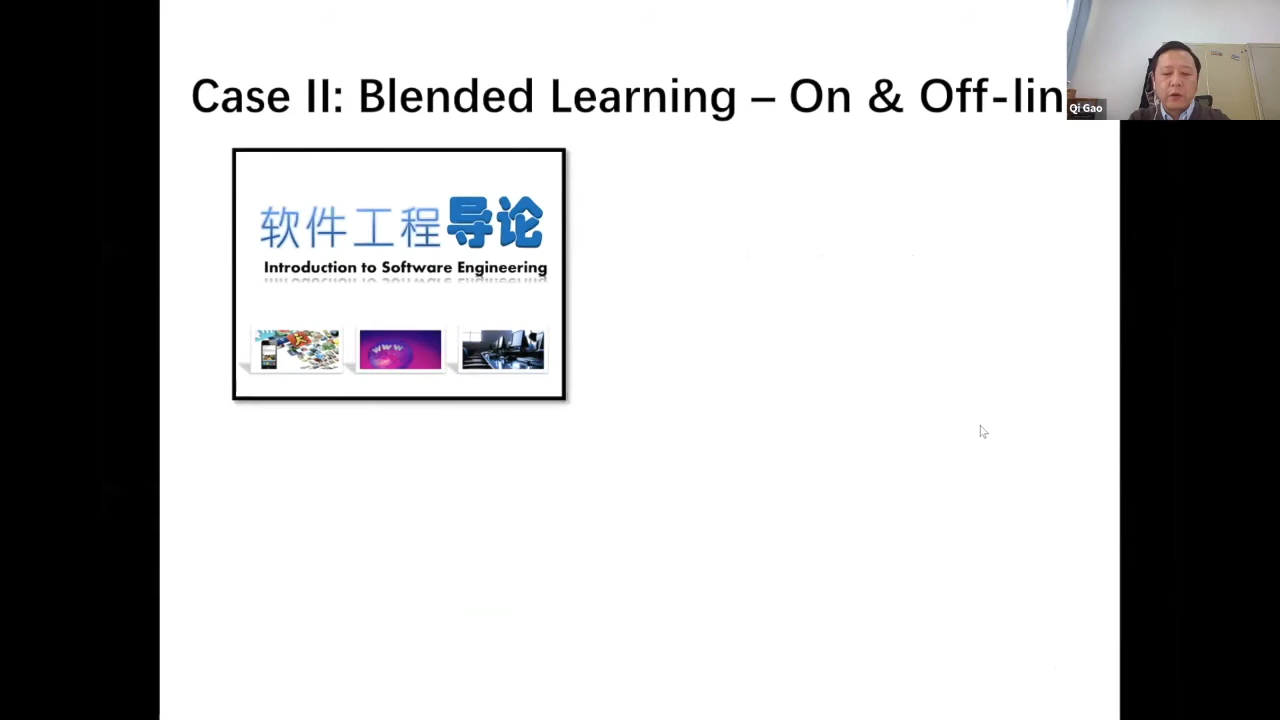 Case II: Blended Learning – On & Off-lin
Qi Gao
软件工程导论
Introduction to Software Engineering
WWW